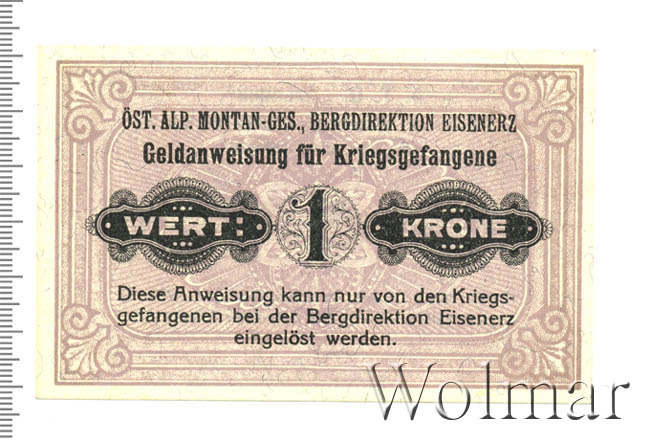 ÖST. ALP. MONTAN-GES., BERGDIREKTION EISENERZ
Geldanweisung für Kriegsgefangene
WERT: 1 KRONE
Diese Anweisung kann nur von den Kriegs-
gefangenen bei der Bergdirektion Eisenerz
eingelöst werden.
Wolmar